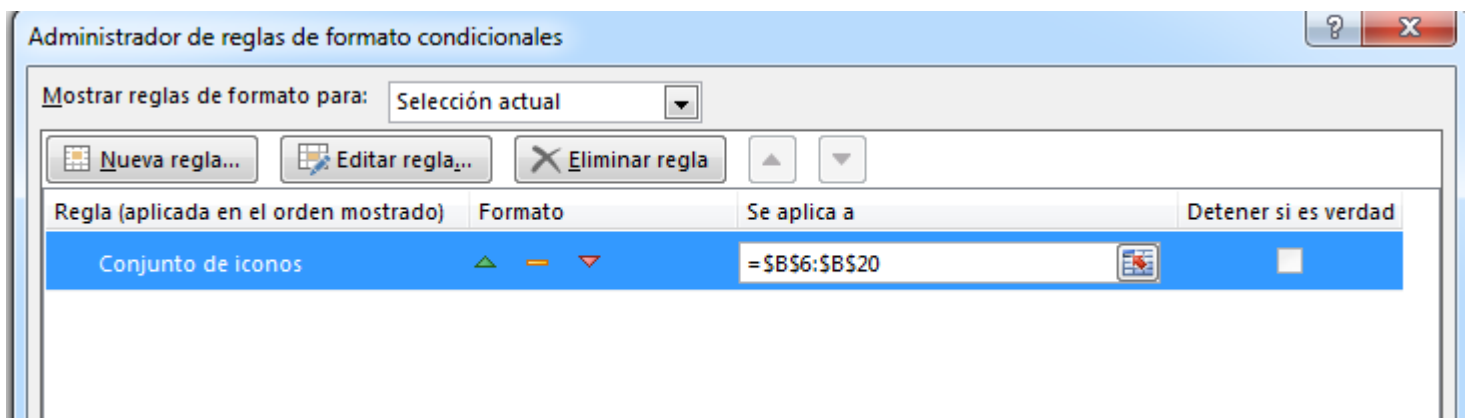 Administrador de reglas de formato condicionales
Mostrar reglas de formato para: Selección actual
Nueva regla... Editar regla... Eliminar regla
Regla (aplicada en el orden mostrado) Formato Se aplica a Detener si es verdad
Conjunto de iconos =$B$6:$B$20